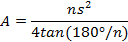 A = ns² / 4tan(180°/n)